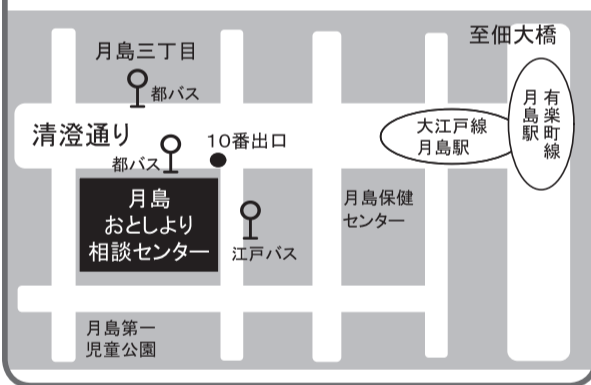 至佃大橋
月島三丁目
都バス
有楽町線
月島駅
大江戸線
月島駅
清澄通り
10番出口
都バス
月島
おとしより
相談センター
月島保健
センター
江戸バス
月島第一
児童公園